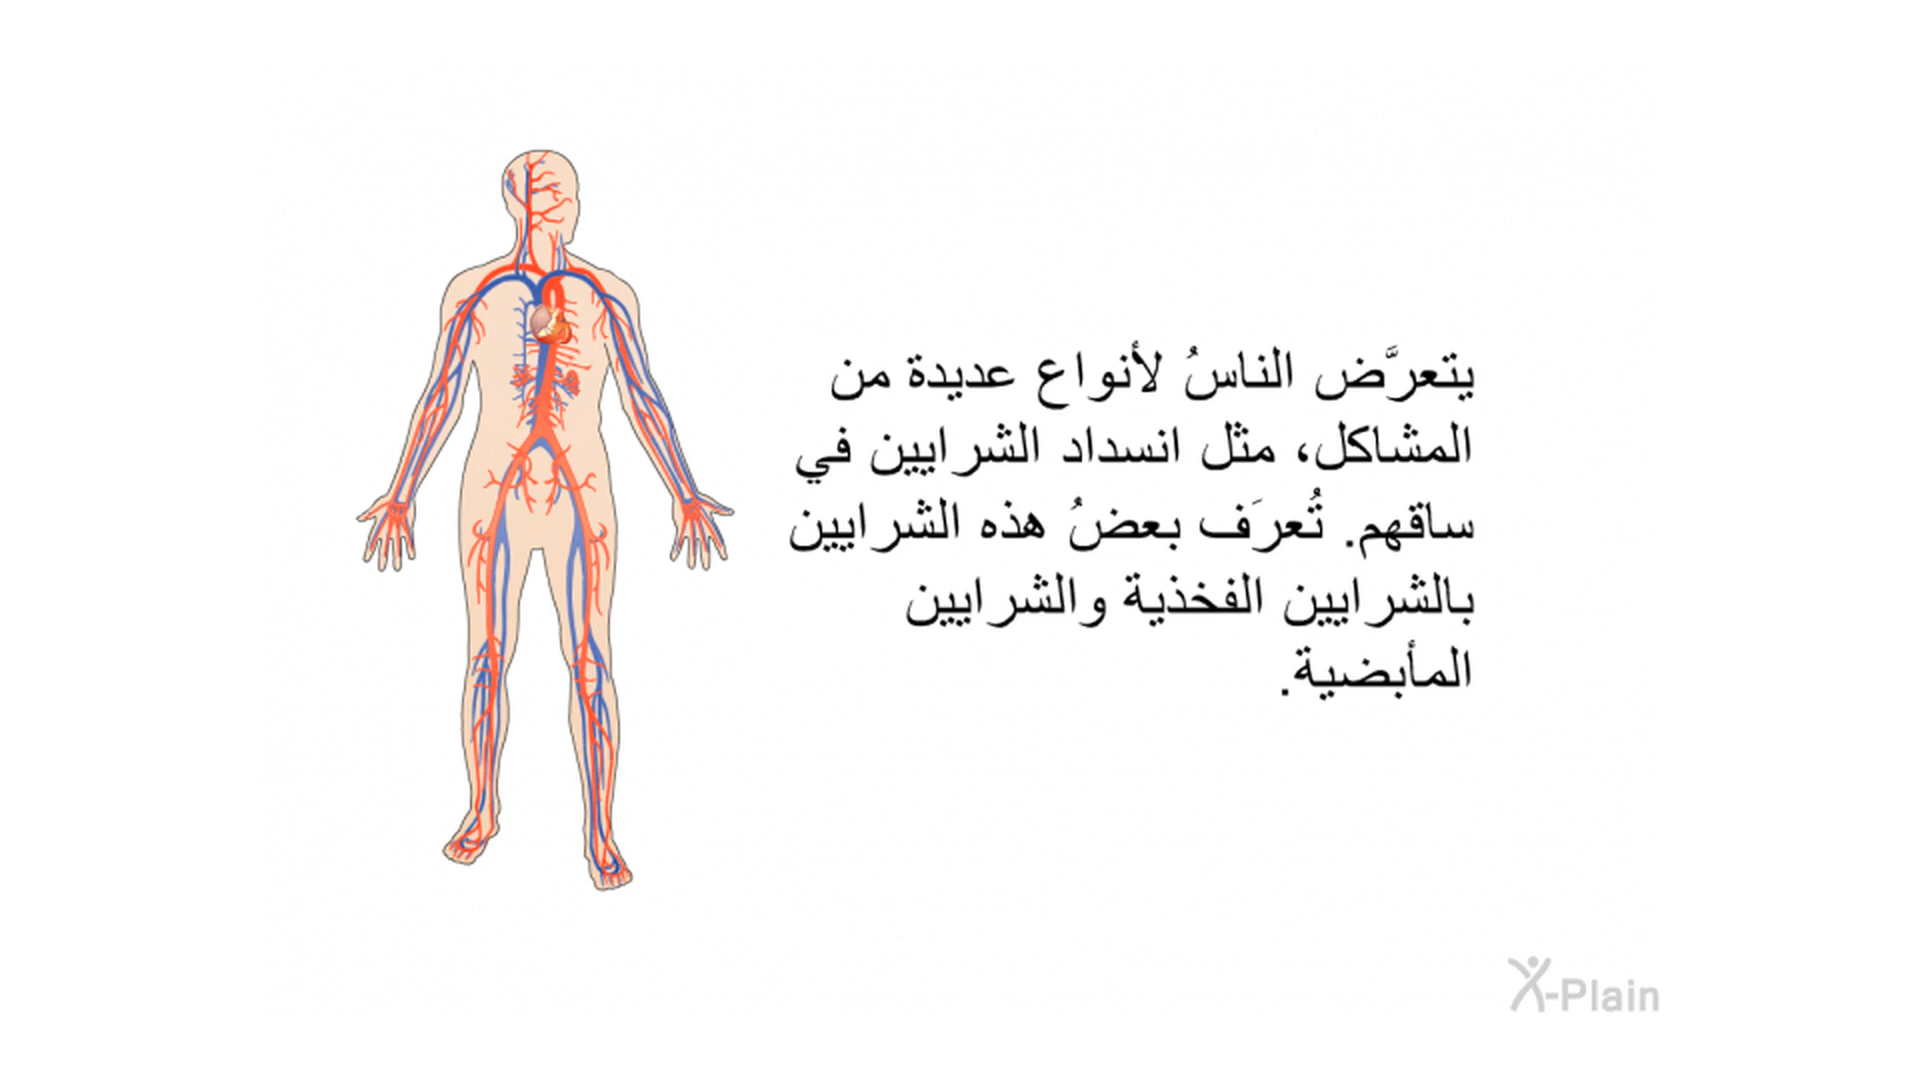 يتعرَّض الناسُ لأنواع عديدة من
المشاكل، مثل انسداد الشرايين في
ساقهم. تُعرَف بعضُ هذه الشرايين
بالشرايين الفخذية والشرايين
المأبضية.
X-Plain